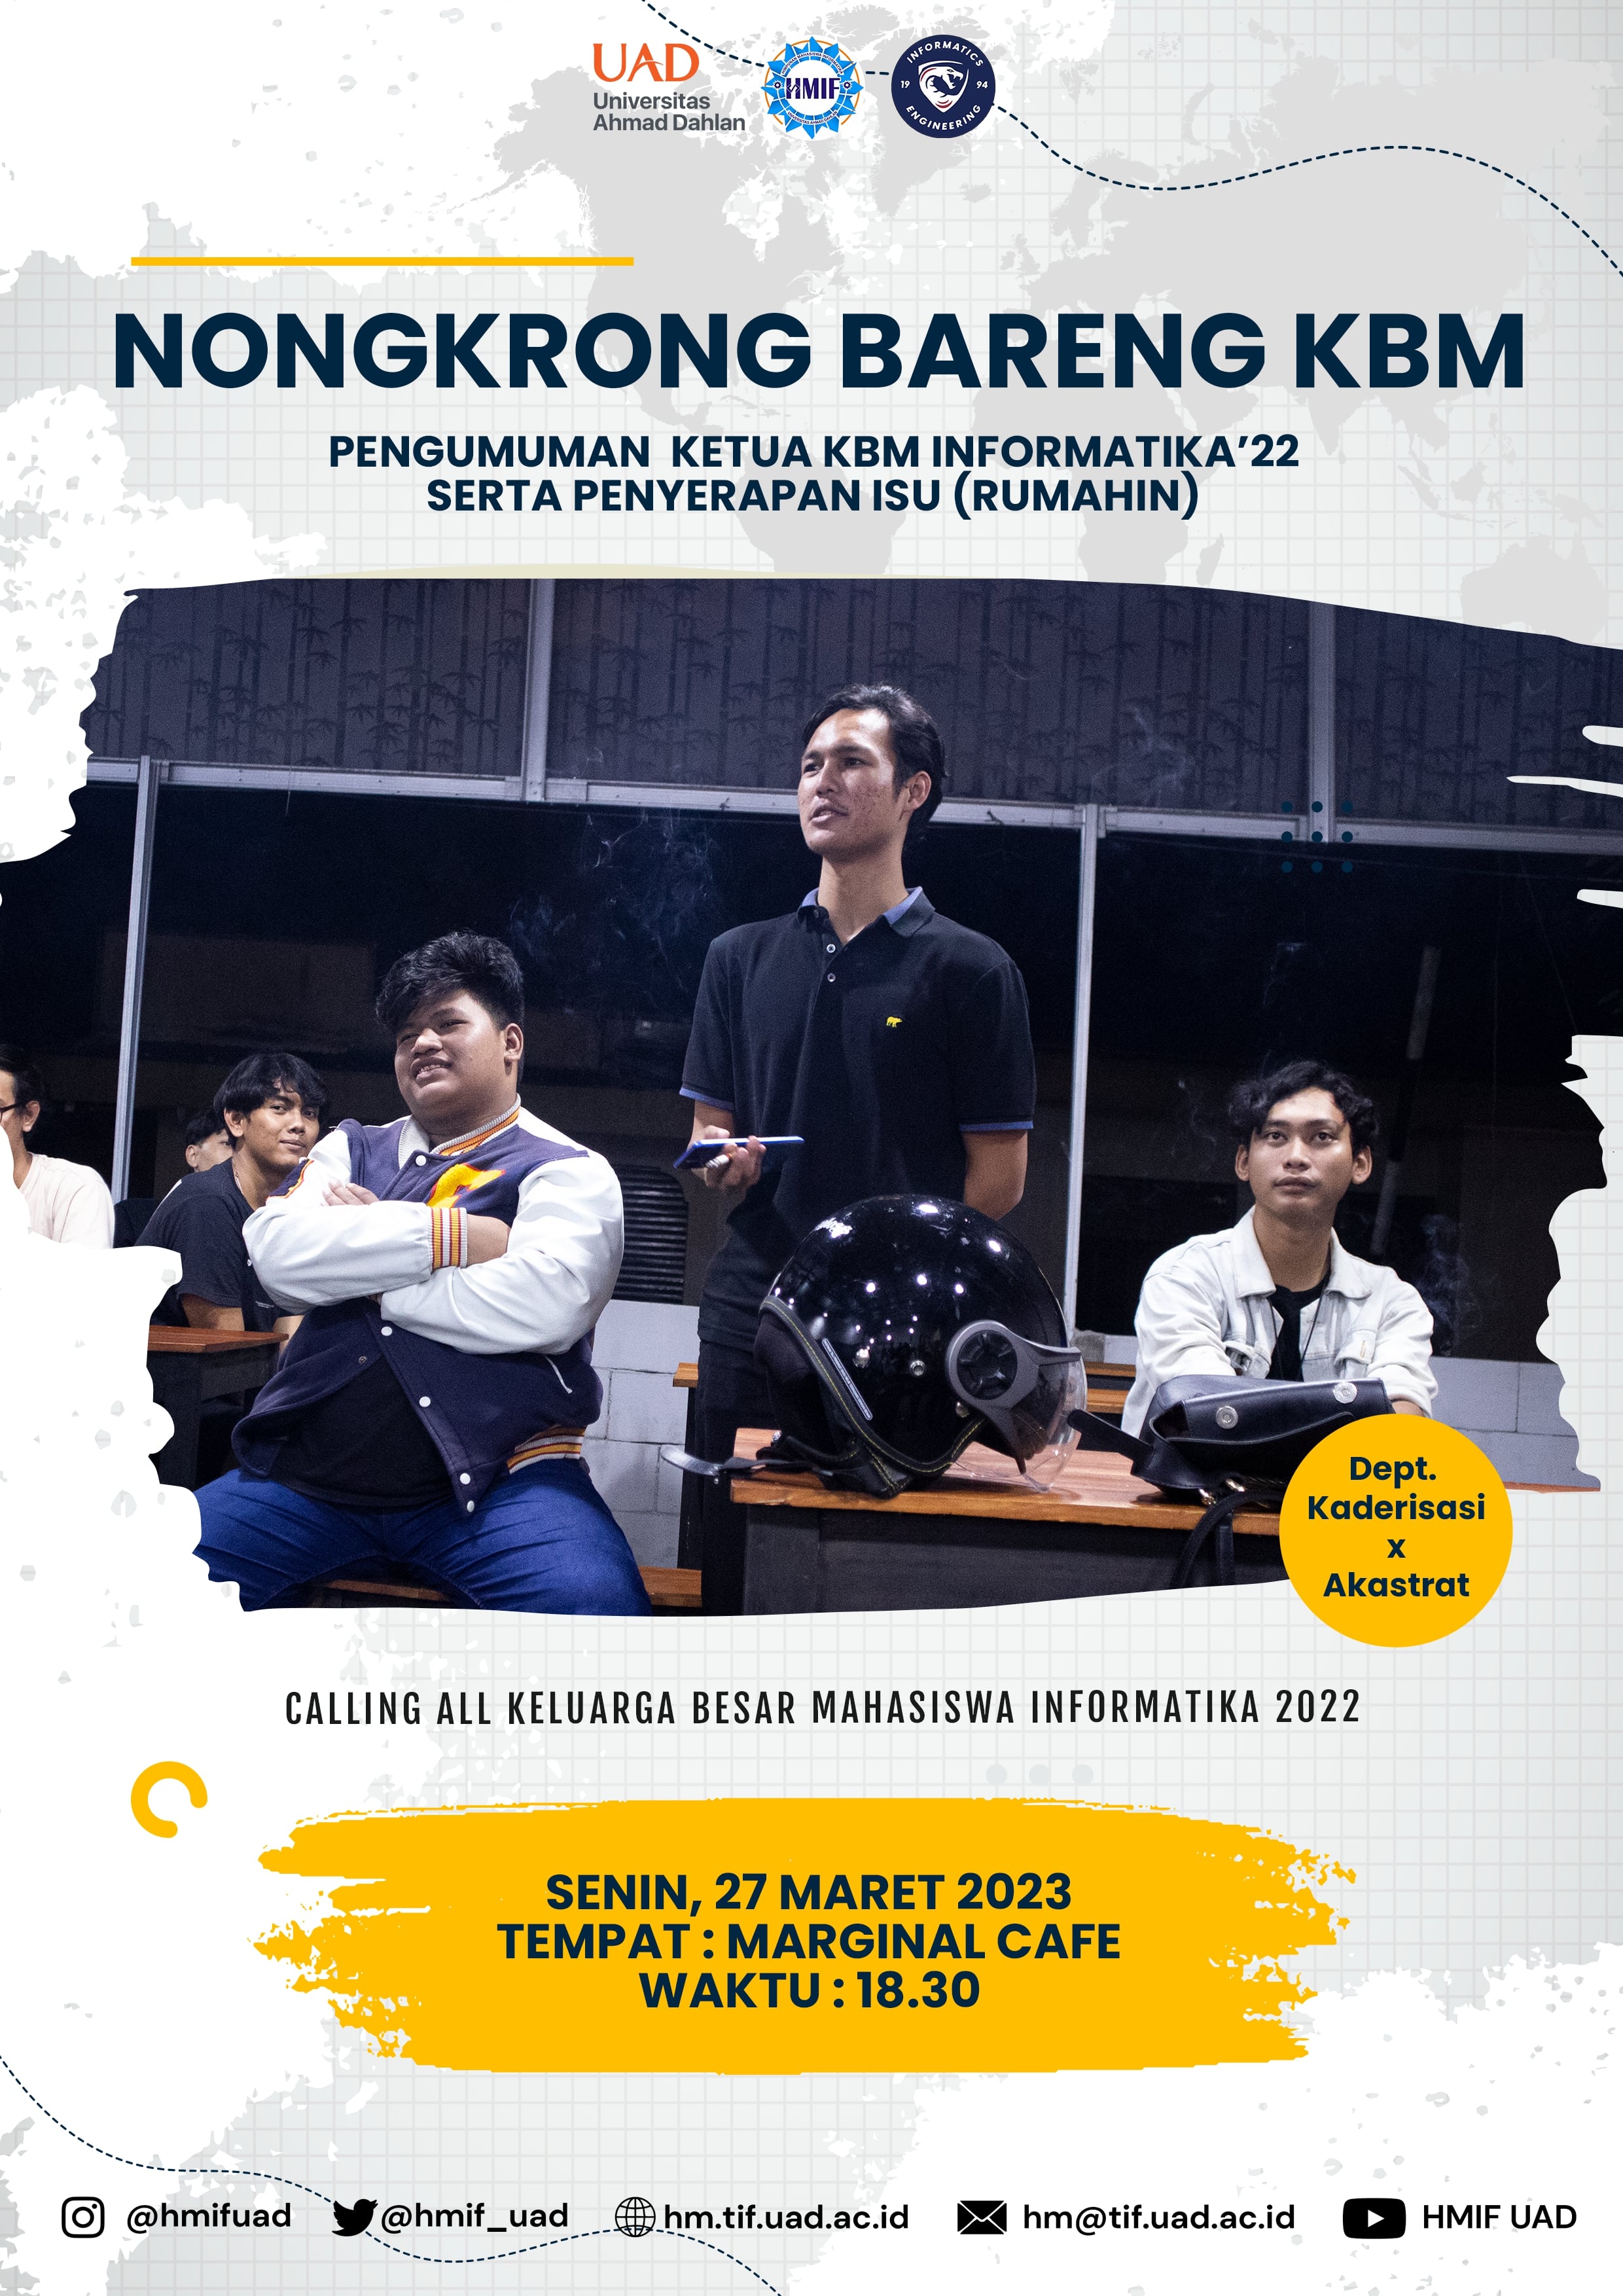 UAD
Universitas
Ahmad Dahlan
HMIF
INFORMATICS
19 94
ENGINEERING
NONGKRONG BARENG KBM
PENGUMUMAN KETUA KBM INFORMATIKA’22
SERTA PENYERAPAN ISU (RUMAHIN)
Dept.
Kaderisasi
x
Akastrat
CALLING ALL KELUARGA BESAR MAHASISWA INFORMATIKA 2022
SENIN, 27 MARET 2023
TEMPAT : MARGINAL CAFE
WAKTU : 18.30
@hmifuad @hmif_uad hm.tif.uad.ac.id hm@tif.uad.ac.id HMIF UAD